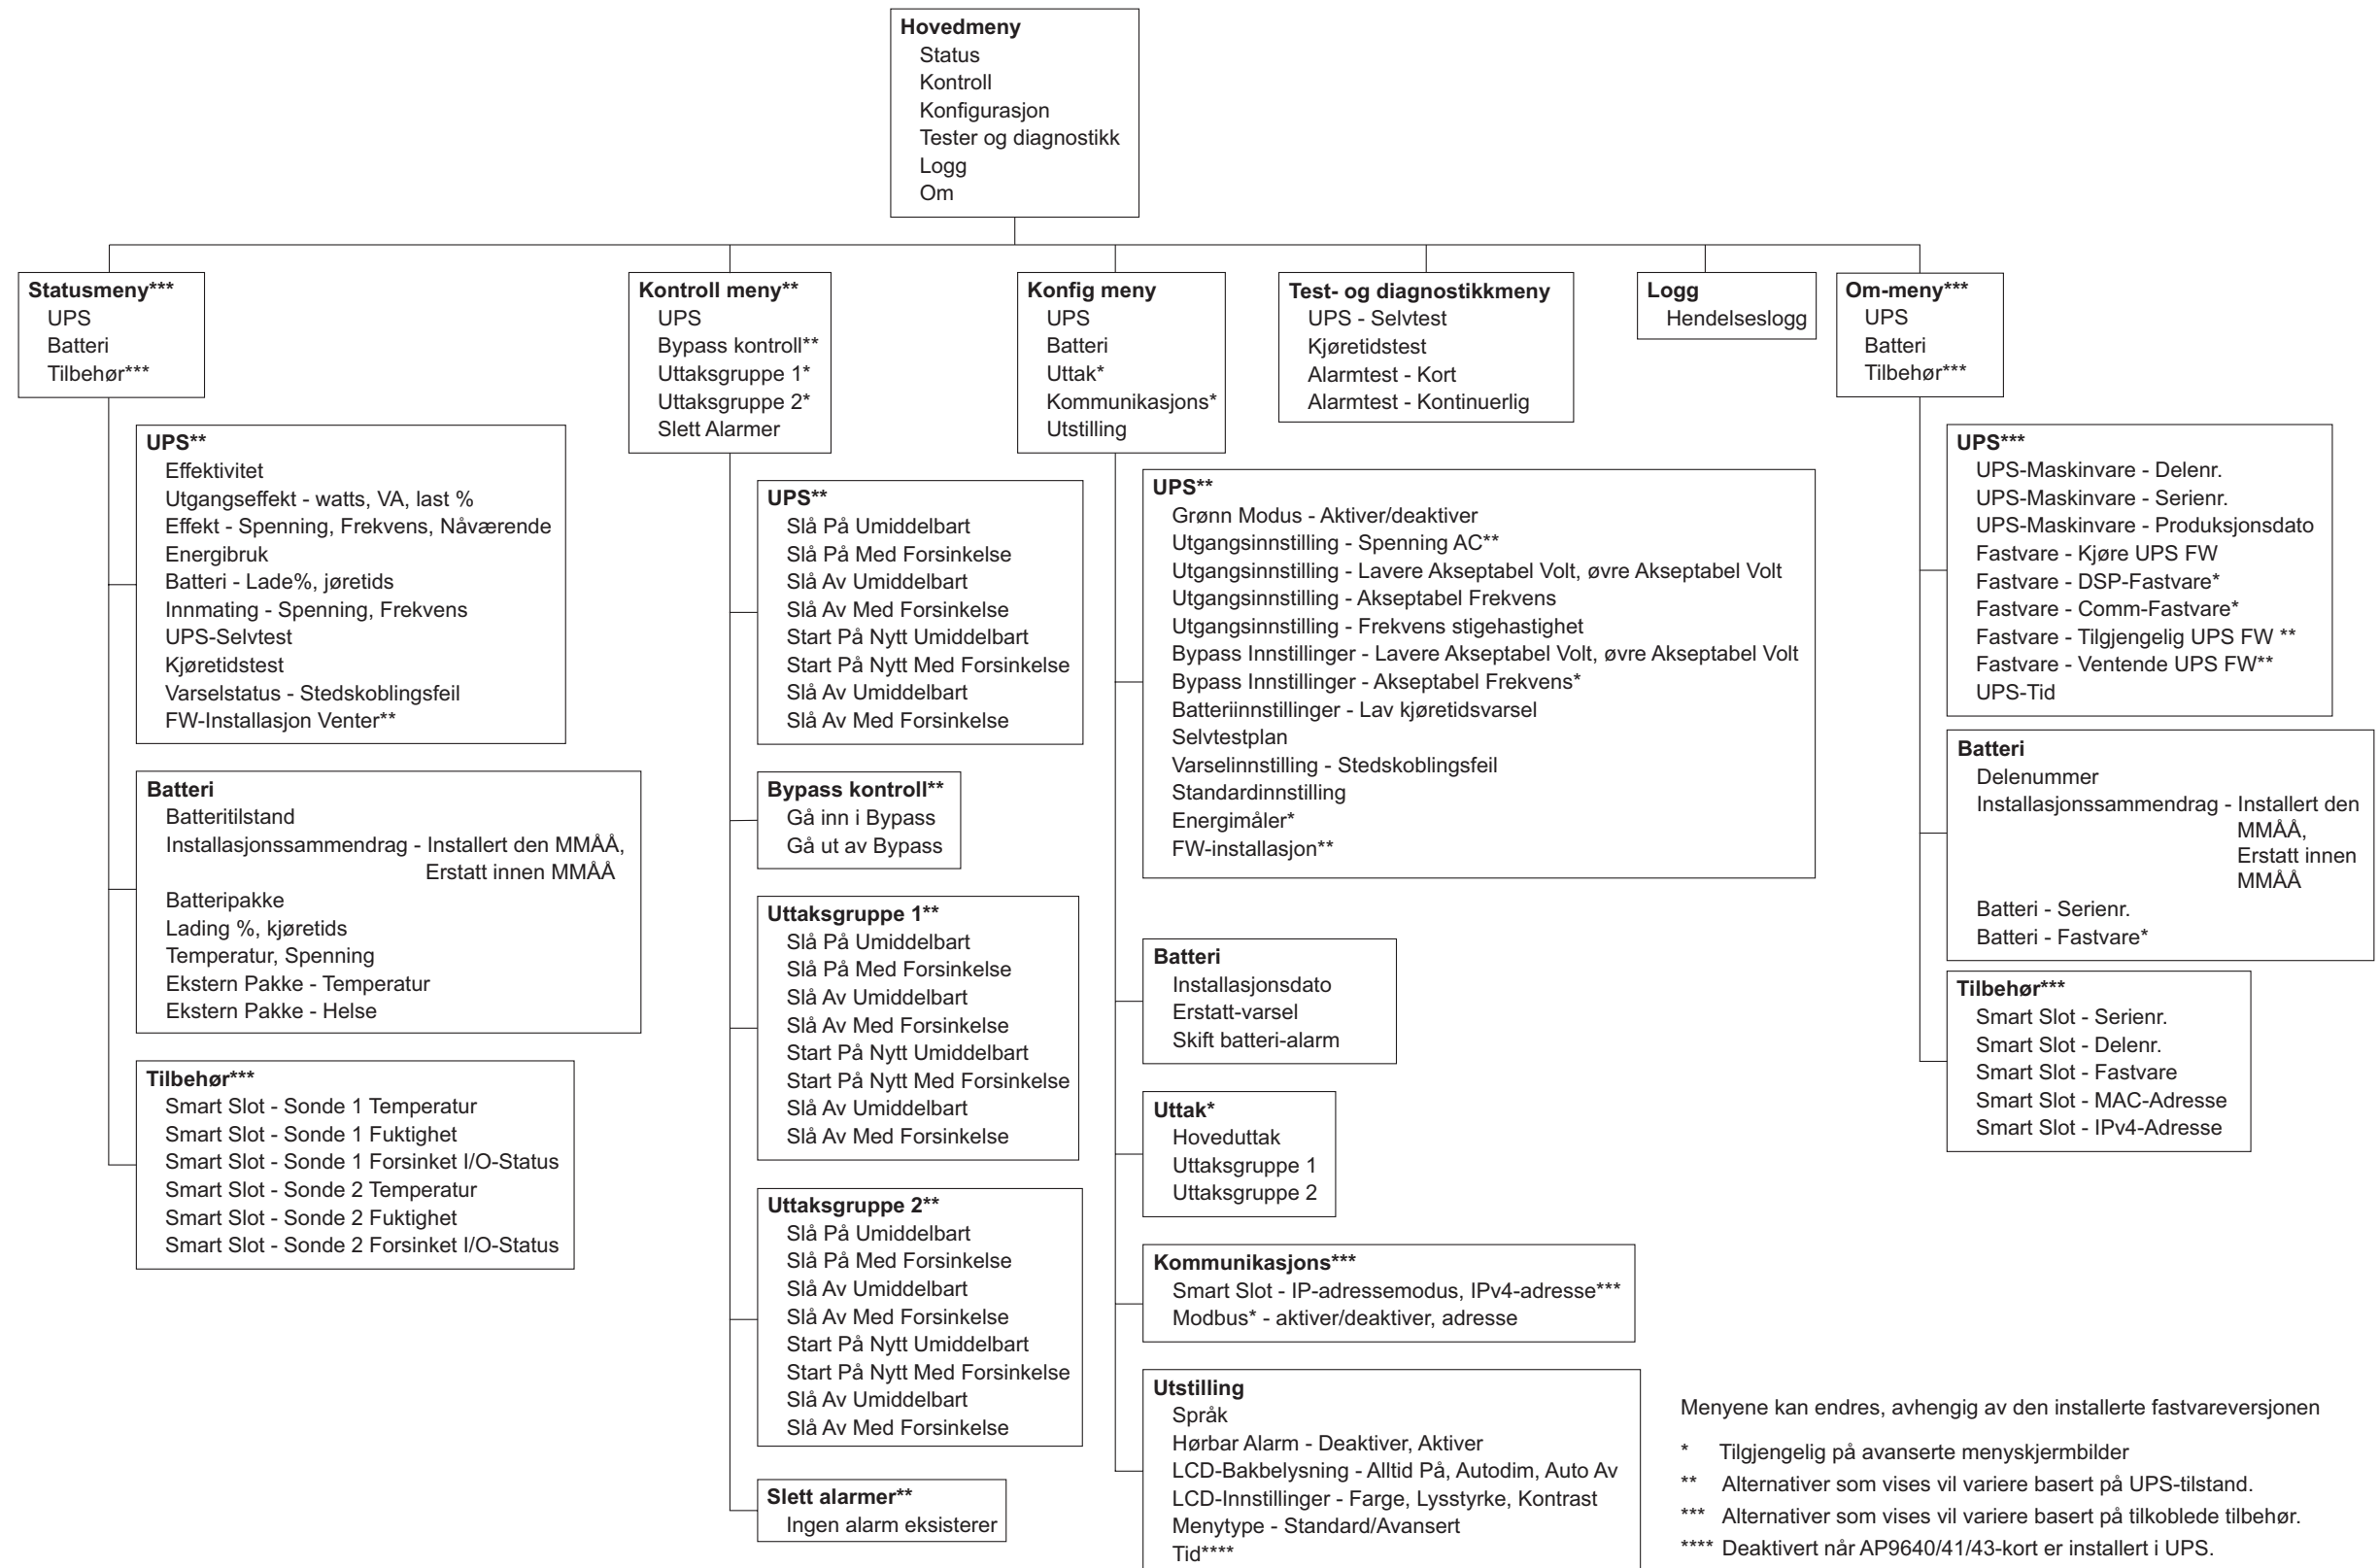 Hovedmeny
Status
Kontroll
Konfigurasjon
Tester og diagnostikk
Logg
Om
Statusmeny***
UPS
Batteri
Tilbehør***
UPS**
Effektivitet
Utgangseffekt - watts, VA, last %
Effekt - Spenning, Frekvens, Nåværende
Energibruk
Batteri - Lade%, jøretids
Innmating - Spenning, Frekvens
UPS-Selvtest
Kjøretidstest
Varselstatus - Stedskoblingsfeil
FW-Installasjon Venter**
Batteri
Batteritilstand
Installasjonssammendrag - Installert den MMÅÅ,
Erstatt innen MMÅÅ
Batteripakke
Lading %, kjøretids
Temperatur, Spenning
Ekstern Pakke - Temperatur
Ekstern Pakke - Helse
Tilbehør***
Smart Slot - Sonde 1 Temperatur
Smart Slot - Sonde 1 Fuktighet
Smart Slot - Sonde 1 Forsinket I/O-Status
Smart Slot - Sonde 2 Temperatur
Smart Slot - Sonde 2 Fuktighet
Smart Slot - Sonde 2 Forsinket I/O-Status
Kontroll meny**
UPS
Bypass kontroll**
Uttaksgruppe 1*
Uttaksgruppe 2*
Slett Alarmer
UPS**
Slå På Umiddelbart
Slå På Med Forsinkelse
Slå Av Umiddelbart
Slå Av Med Forsinkelse
Start På Nytt Umiddelbart
Start På Nytt Med Forsinkelse
Slå Av Umiddelbart
Slå Av Med Forsinkelse
Bypass kontroll**
Gå inn i Bypass
Gå ut av Bypass
Uttaksgruppe 1**
Slå På Umiddelbart
Slå På Med Forsinkelse
Slå Av Umiddelbart
Slå Av Med Forsinkelse
Start På Nytt Umiddelbart
Start På Nytt Med Forsinkelse
Slå Av Umiddelbart
Slå Av Med Forsinkelse
Uttaksgruppe 2**
Slå På Umiddelbart
Slå På Med Forsinkelse
Slå Av Umiddelbart
Slå Av Med Forsinkelse
Start På Nytt Umiddelbart
Start På Nytt Med Forsinkelse
Slå Av Umiddelbart
Slå Av Med Forsinkelse
Slett alarmer**
Ingen alarm eksisterer
Konfig meny
UPS
Batteri
Uttak*
Kommunikasjons*
Utstilling
UPS**
Grønn Modus - Aktiver/deaktiver
Utgangsinnstilling - Spenning AC**
Utgangsinnstilling - Lavere Akseptabel Volt, øvre Akseptabel Volt
Utgangsinnstilling - Akseptabel Frekvens
Utgangsinnstilling - Frekvens stigehastighet
Bypass Innstillinger - Lavere Akseptabel Volt, øvre Akseptabel Volt
Bypass Innstillinger - Akseptabel Frekvens*
Batteriinnstillinger - Lav kjøretidsvarsel
Selvtestplan
Varselinnstilling - Stedskoblingsfeil
Standardinnstilling
Energimåler*
FW-installasjon**
Batteri
Installasjonsdato
Erstatt-varsel
Skift batteri-alarm
Uttak*
Hoveduttak
Uttaksgruppe 1
Uttaksgruppe 2
Kommunikasjons***
Smart Slot - IP-adressemodus, IPv4-adresse***
Modbus* - aktiver/deaktiver, adresse
Utstilling
Språk
Hørbar Alarm - Deaktiver, Aktiver
LCD-Bakbelysning - Alltid På, Autodim, Auto Av
LCD-Innstillinger - Farge, Lysstyrke, Kontrast
Menytype - Standard/Avansert
Tid****
Test- og diagnostikkmeny
UPS - Selvtest
Kjøretidstest
Alarmtest - Kort
Alarmtest - Kontinuerlig
Logg
Hendelseslogg
Om-meny***
UPS
Batteri
Tilbehør***
UPS***
UPS-Maskinvare - Delenr.
UPS-Maskinvare - Serienr.
UPS-Maskinvare - Produksjonsdato
Fastvare - Kjøre UPS FW
Fastvare - DSP-Fastvare*
Fastvare - Comm-Fastvare*
Fastvare - Tilgjengelig UPS FW **
Fastvare - Ventende UPS FW**
UPS-Tid
Batteri
Delenummer
Installasjonssammendrag - Installert den
MMÅÅ,
Erstatt innen
MMÅÅ
Batteri - Serienr.
Batteri - Fastvare*
Tilbehør***
Smart Slot - Serienr.
Smart Slot - Delenr.
Smart Slot - Fastvare
Smart Slot - MAC-Adresse
Smart Slot - IPv4-Adresse
Menyene kan endres, avhengig av den installerte fastvareversjonen
* Tilgjengelig på avanserte menyskjermbilder
** Alternativer som vises vil variere basert på UPS-tilstand.
*** Alternativer som vises vil variere basert på tilkoblede tilbehør.
**** Deaktivert når AP9640/41/43-kort er installert i UPS.